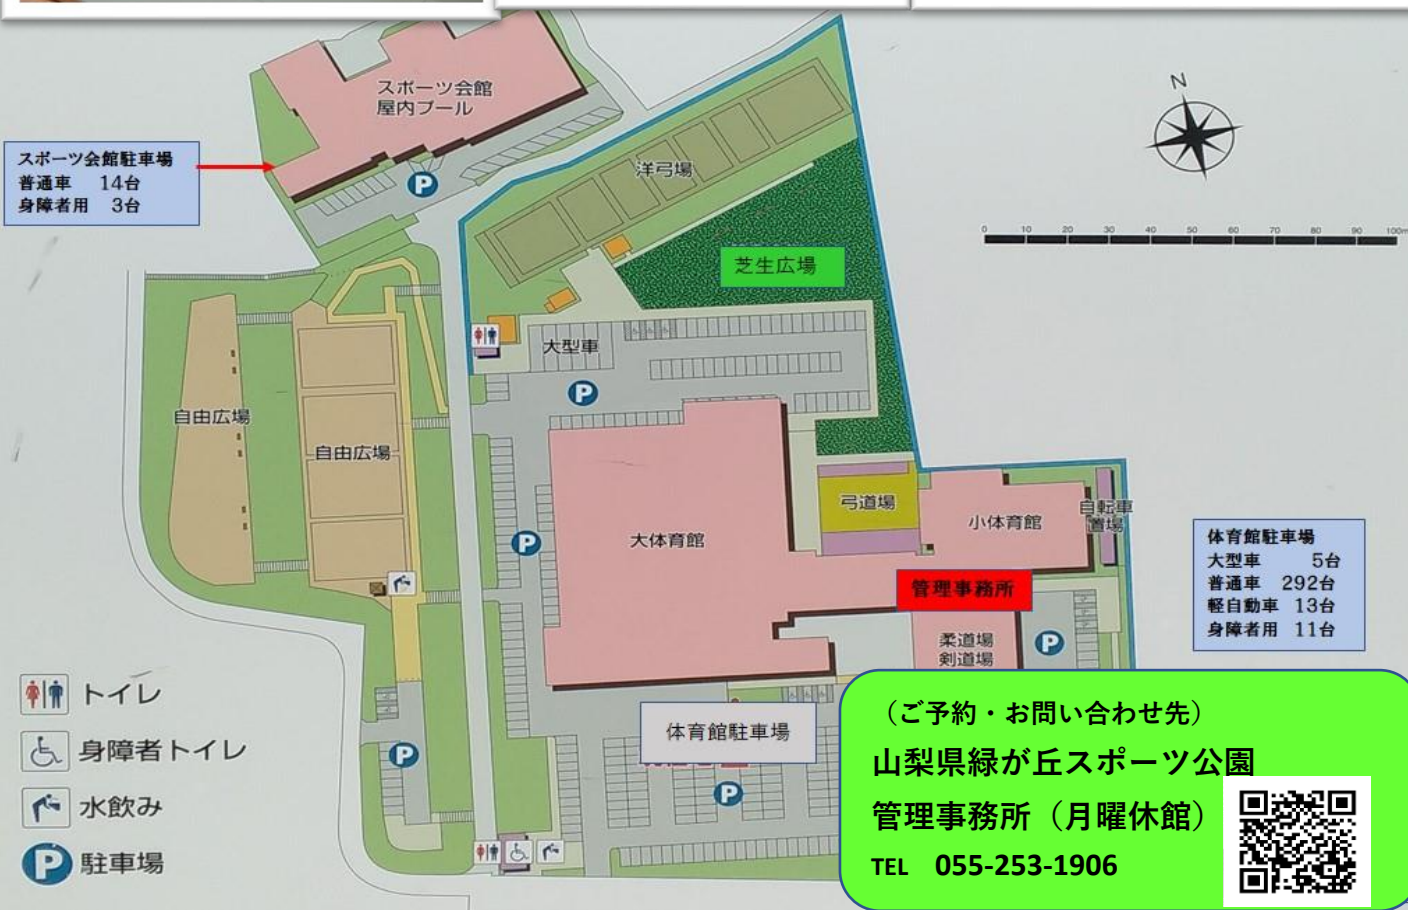 スポーツ会館
屋内プール
スポーツ会館駐車場
普通車 14台
身障者用 3台
N
洋弓場
0 10 20 30 40 50 60 70 80 90 100m
芝生広場
大型車
P
P
自由広場
自由広場
弓道場
小体育館
自転車
置場
大体育館
P
体育館駐車場
大型車 5台
普通車 292台
軽自動車 13台
身障者用 11台
管理事務所
柔道場
剣道場
P
トイレ
身障者トイレ
水飲み
P 駐車場
P
体育館駐車場
P
（ご予約・お問い合わせ先）
山梨県緑が丘スポーツ公園
管理事務所（月曜休館）
TEL 055-253-1906